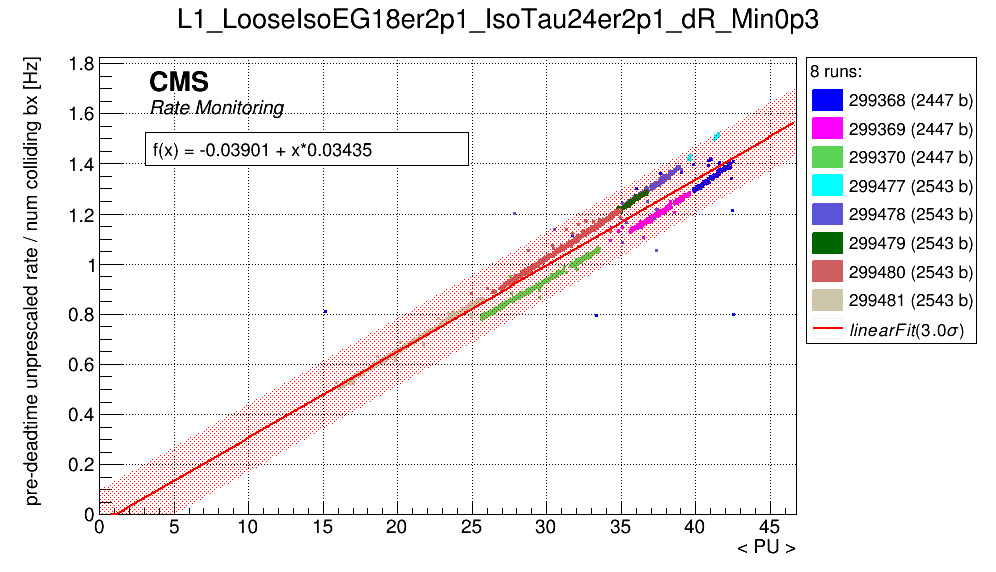 L1_LooseIsoEG18er2p1_IsoTau24er2p1_dR_Min0p3
pre-deadtime unprescaled rate / num colliding bx [Hz]
CMS
Rate Monitoring
f(x) = -0.03901 + x*0.03435
1.8
1.6
1.4
1.2
1
0.8
0.6
0.4
0.2
0
0 5 10 15 20 25 30 35 40 45
< PU >
8 runs:
299368 (2447 b)
299369 (2447 b)
299370 (2447 b)
299477 (2543 b)
299478 (2543 b)
299479 (2543 b)
299480 (2543 b)
299481 (2543 b)
linearFit(3.0σ)